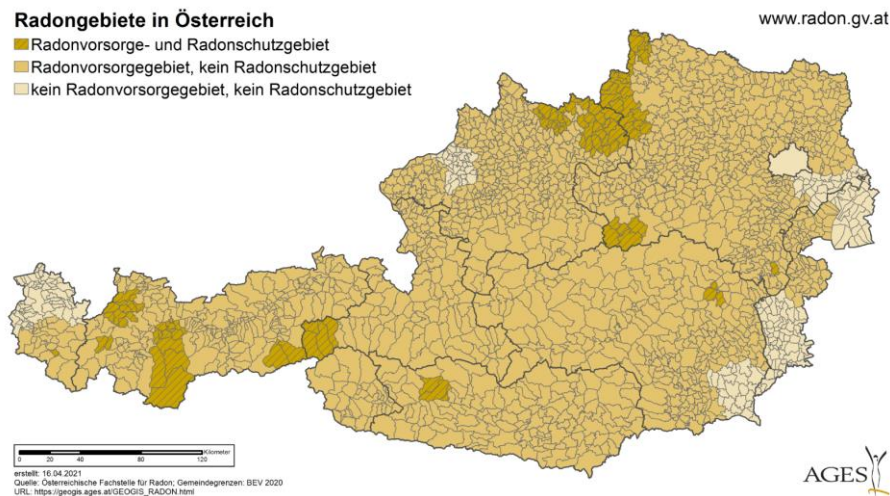 Radongebiete in Österreich
www.radon.gv.at
Radonvorsorge- und Radonschutzgebiet
Radonvorsorgegebiet, kein Radonschutzgebiet
kein Radonvorsorgegebiet, kein Radonschutzgebiet
Kilometer
0 20 40 80 120
erstellt: 16.04.2021
Quelle: Österreichische Fachstelle für Radon; Gemeindegrenzen: BEV 2020
URL: https://geogis.ages.at/GEOGIS_RADON.html
AGES